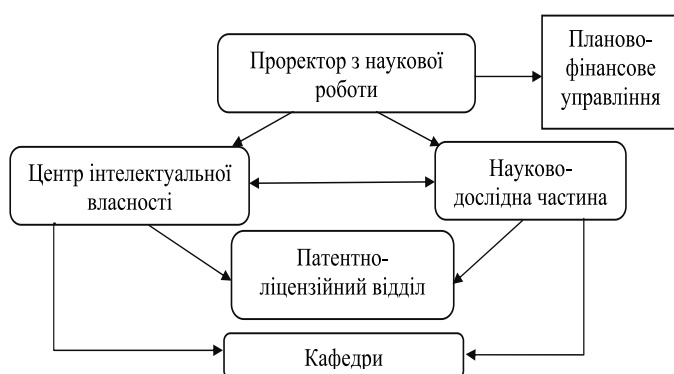 Проректор з наукової
роботи
Планово-
фінансове
управління
Центр інтелектуальної
власності
Науково-
дослідна частина
Патентно-
ліцензійний відділ
Кафедри